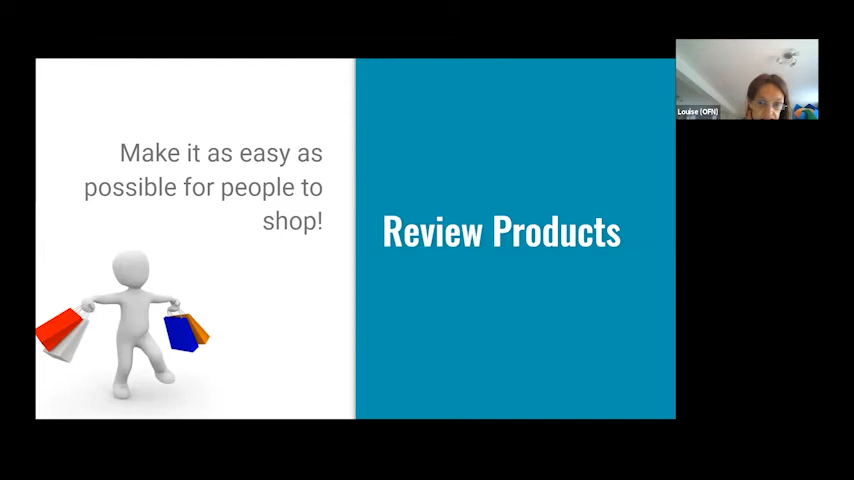 Make it as easy as
possible for people to
shop!
Review Products
Louise (OFN)